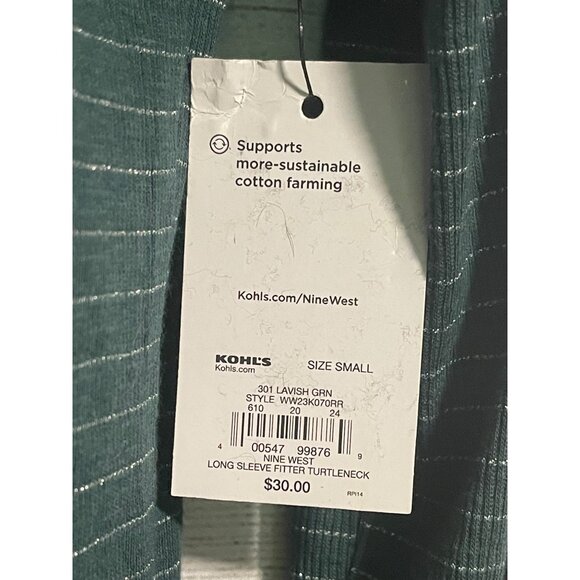 Supports
more-sustainable
cotton farming
Kohls.com/NineWest
KOHL'S SIZE SMALL
Kohls.com
301 LAVISH GRN
STYLE WW23K070RR
610 20 24
4 00547 99876 9
NINE WEST
LONG SLEEVE FITTER TURTLENECK
$30.00
RPI14